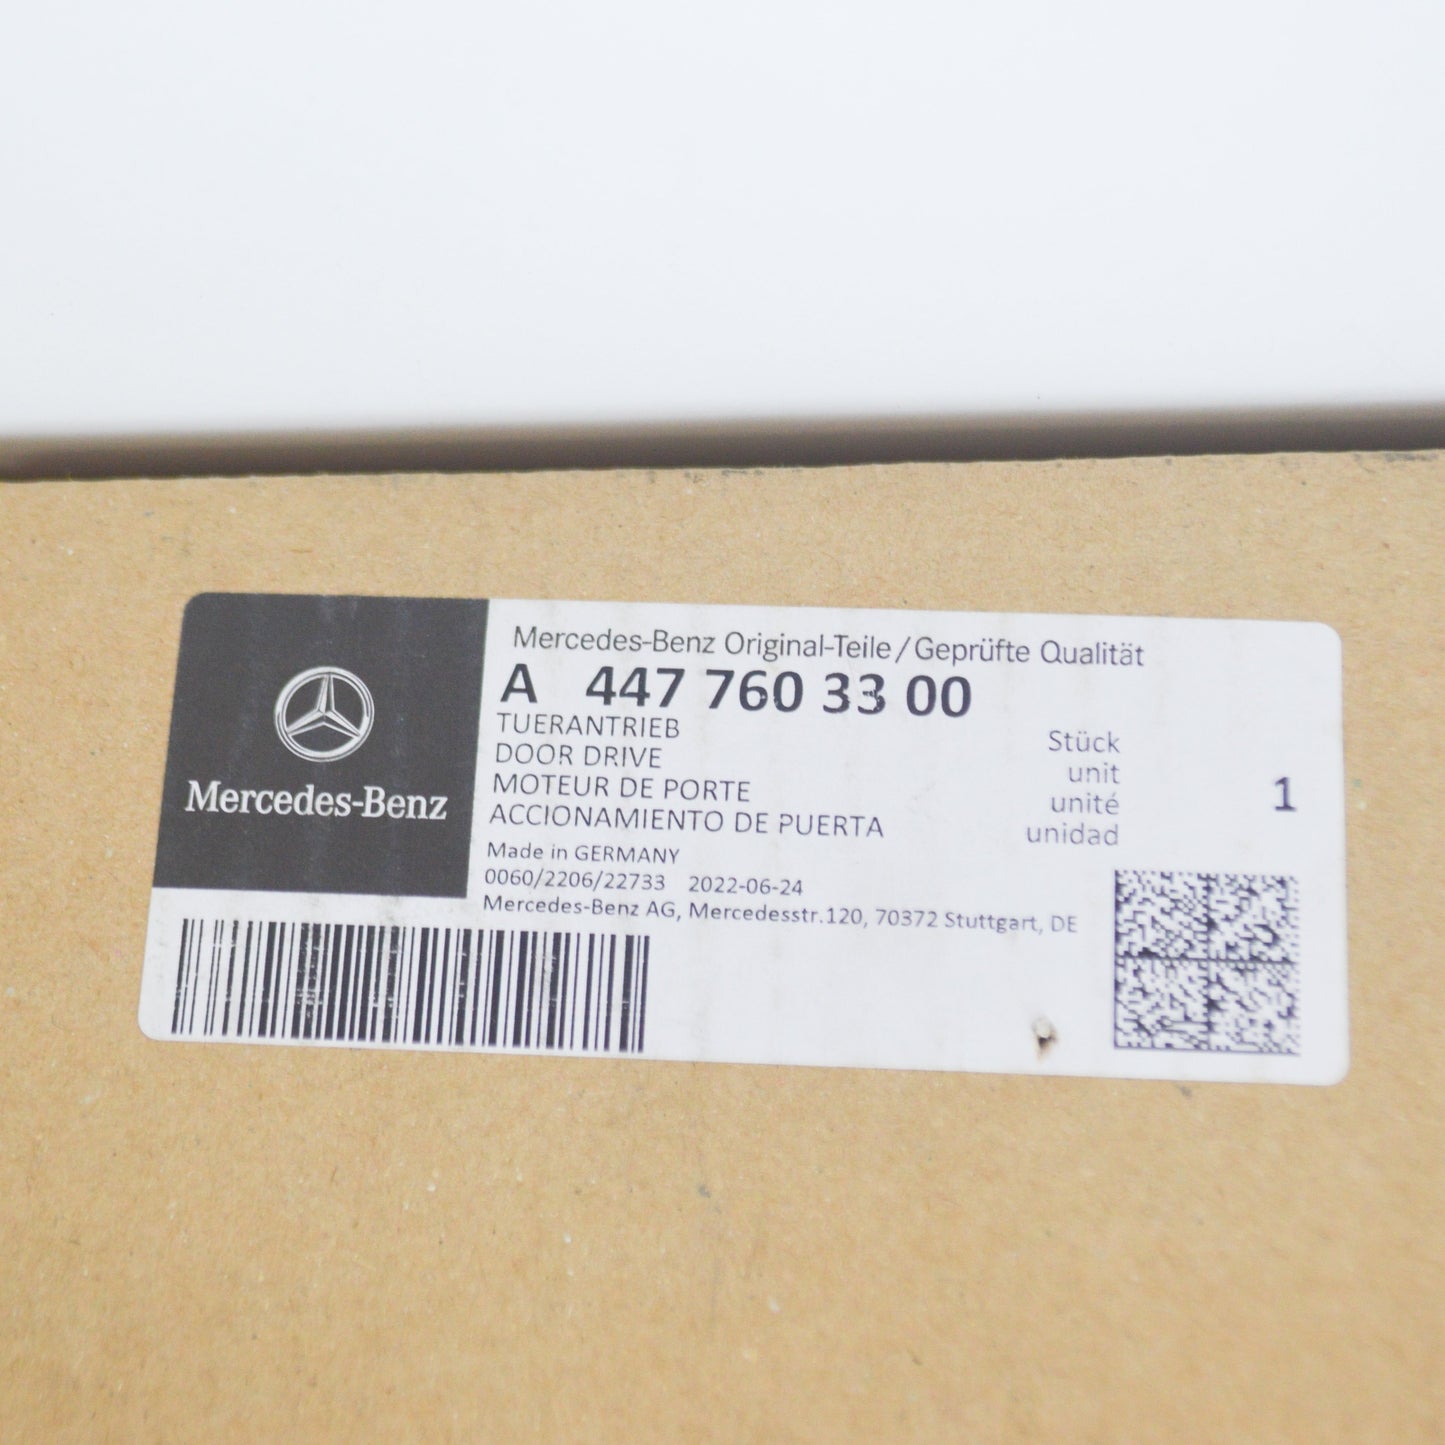 Mercedes-Benz
Mercedes-Benz Original-Teile/Geprüfte Qualität
A 447 760 33 00
TUERANTRIEB
DOOR DRIVE
MOTEUR DE PORTE
ACCIONAMIENTO DE PUERTA
Stück
unit
unité
unidad
1
Made in GERMANY
0060/2206/22733 2022-06-24
Mercedes-Benz AG, Mercedesstr.120, 70372 Stuttgart, DE